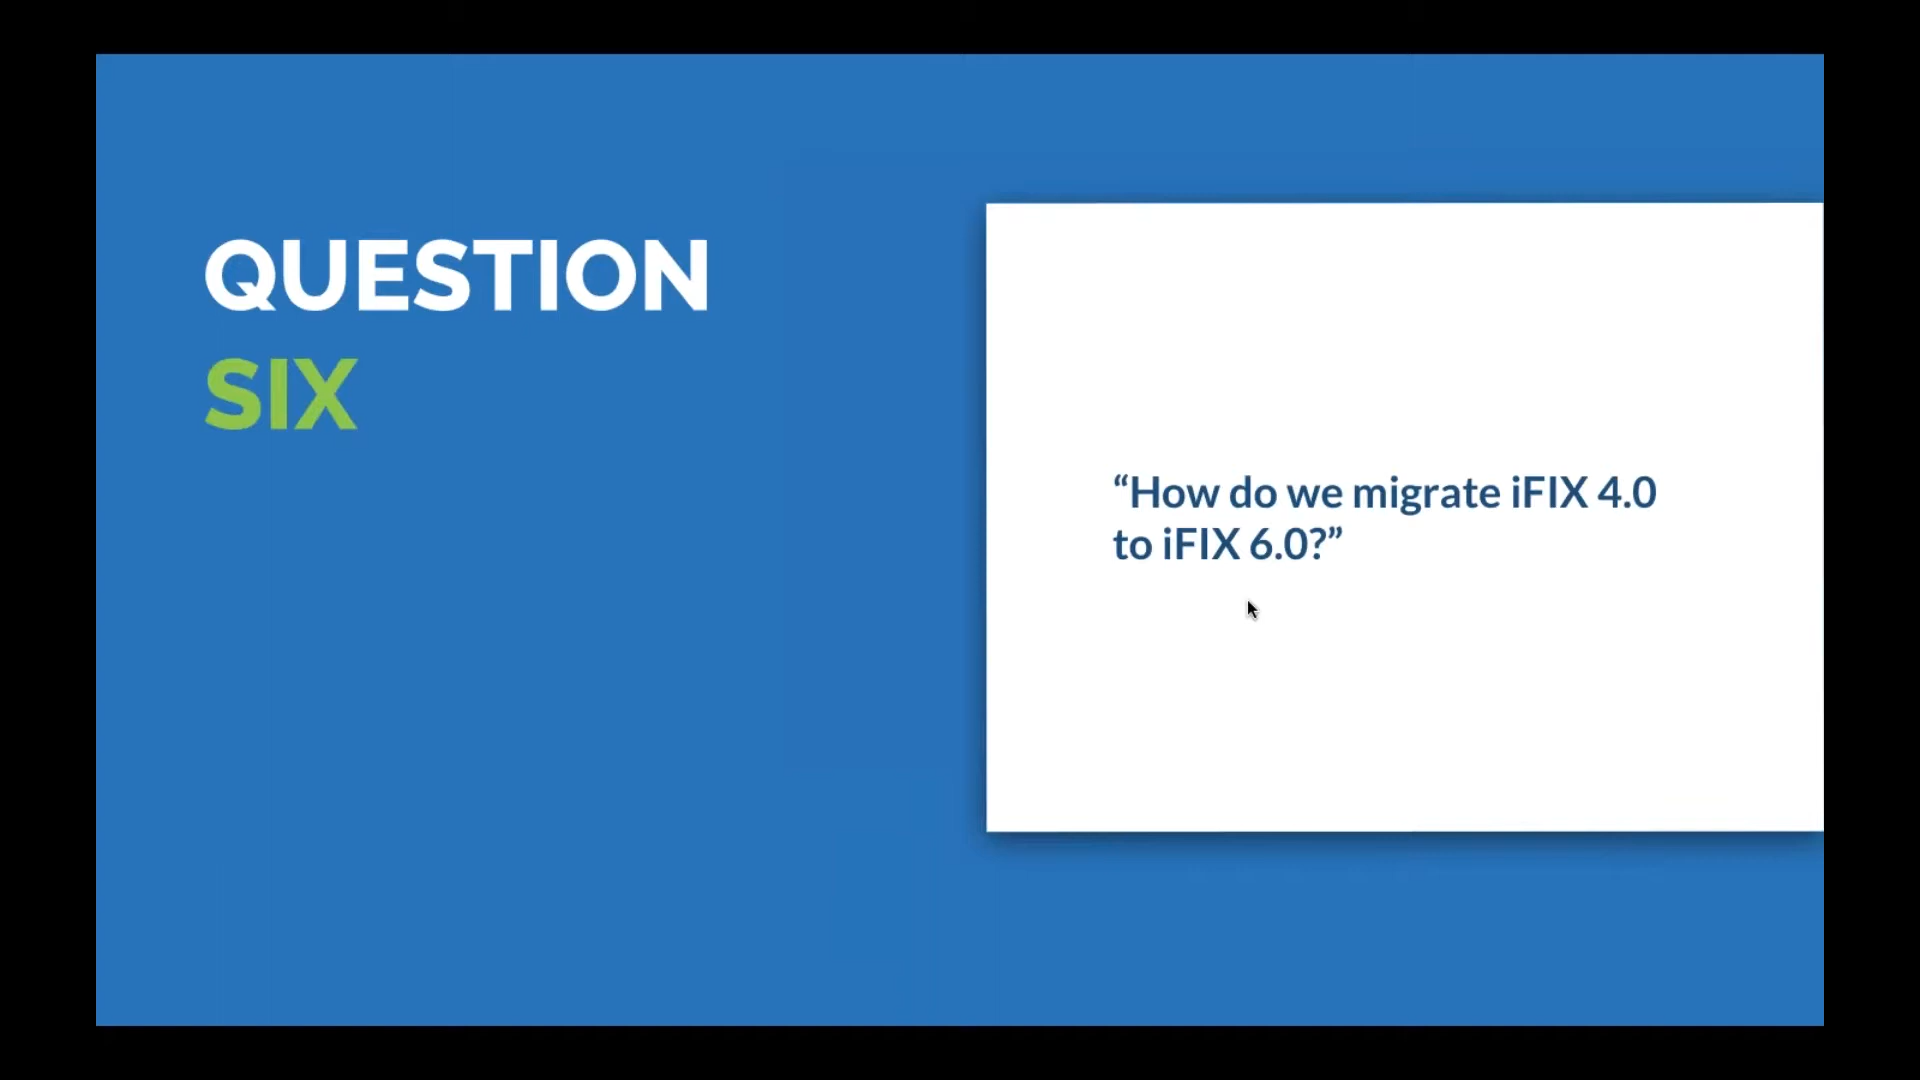 QUESTION
SIX
“How do we migrate iFIX 4.0
to iFIX 6.0?”